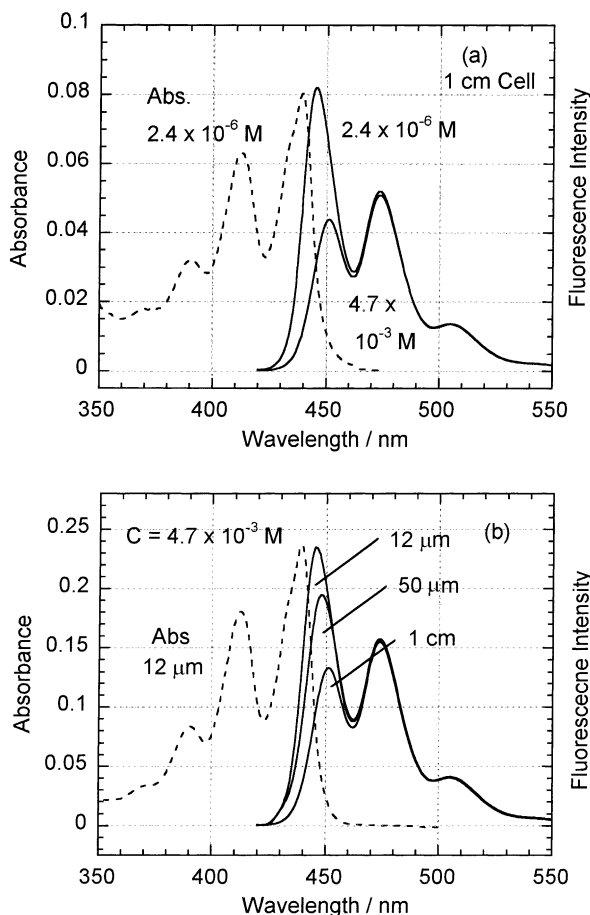 0.1
(a)
1 cm Cell
Abs.
2.4 x 10⁻⁶ M
2.4 x 10⁻⁶ M
0.08
0.06
0.04
0.02
0
4.7 x
10⁻³ M
Absorbance
Fluorescence Intensity
350 400 450 500 550
Wavelength / nm
C = 4.7 x 10⁻³ M
(b)
12 µm
50 µm
1 cm
Abs
12 µm
0.25
0.2
0.15
0.1
0.05
0
Absorbance
Fluorescecne Intensity
350 400 450 500 550
Wavelength / nm